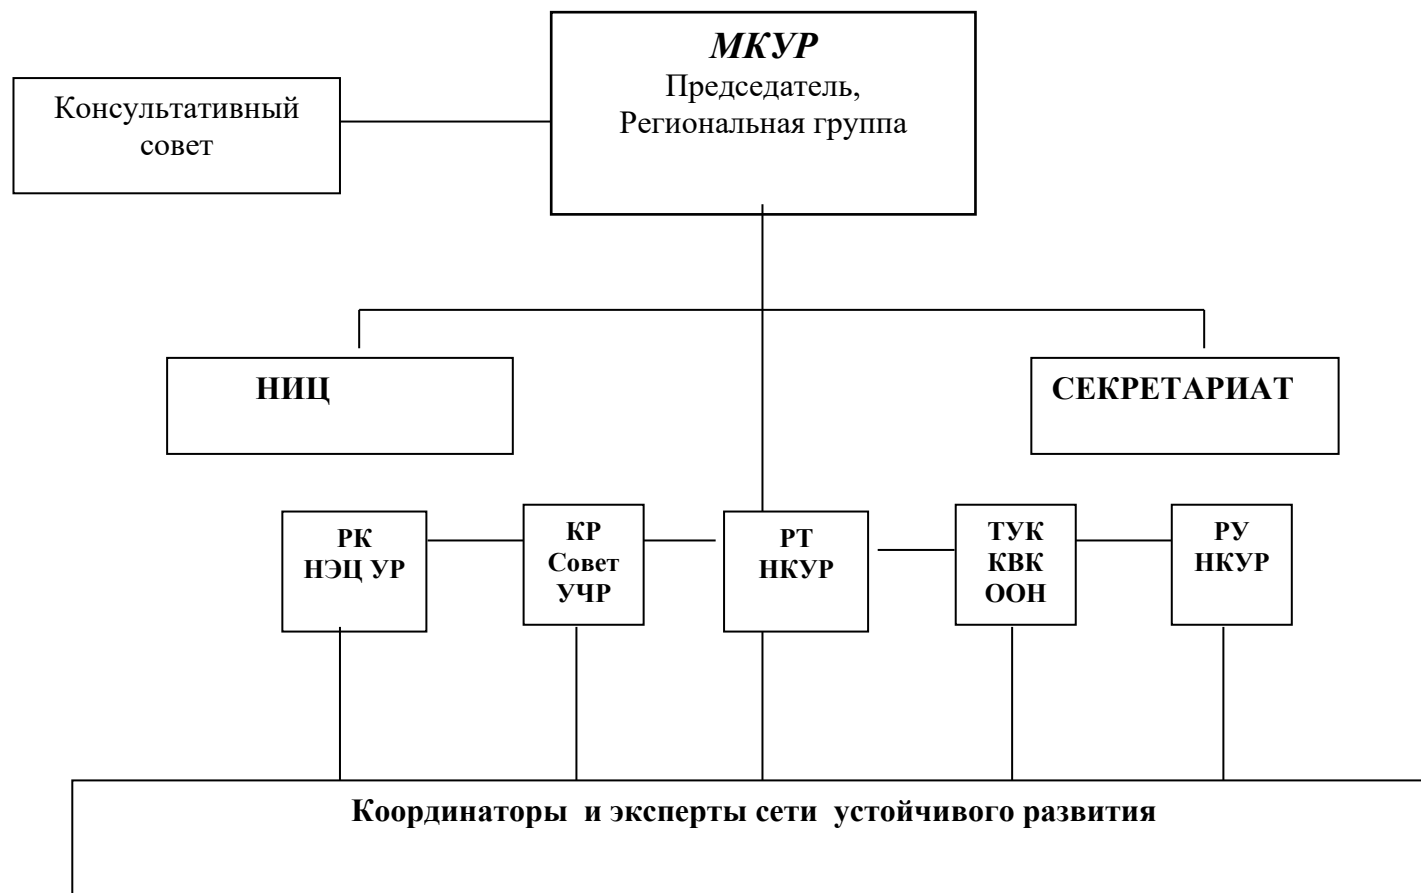 МКУР
Председатель,
Региональная группа
Консультативный
совет
НИЦ
СЕКРЕТАРИАТ
РК
НЭЦ УР
КР
Совет
УЧР
РТ
НКУР
ТУК
КВК
ООН
РУ
НКУР
Координаторы и эксперты сети устойчивого развития